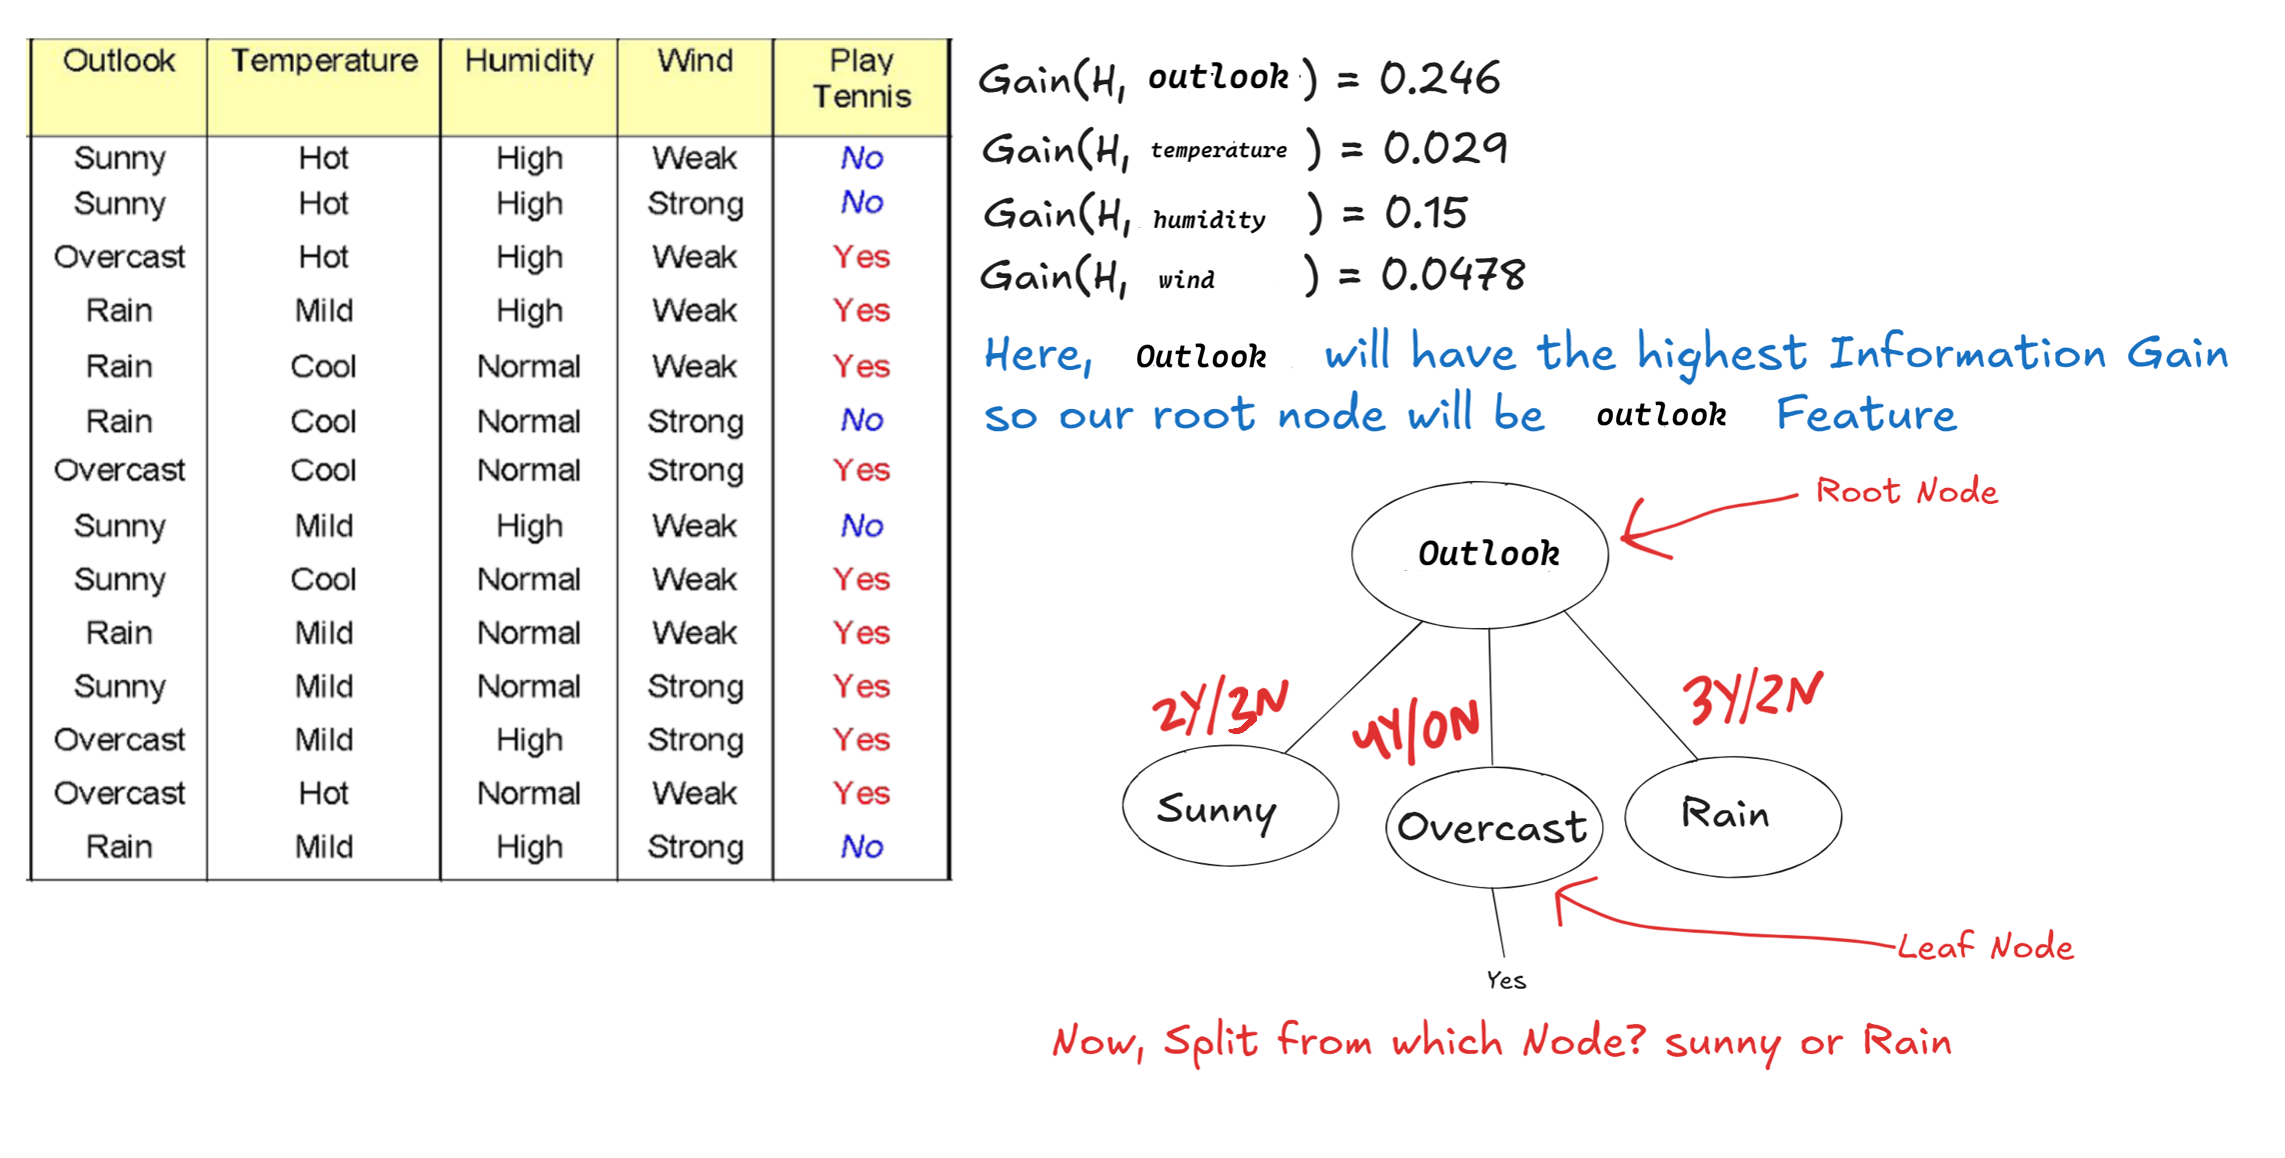 Outlook Temperature Humidity Wind Play Tennis
Sunny Hot High Weak No
Sunny Hot High Strong No
Overcast Hot High Weak Yes
Rain Mild High Weak Yes
Rain Cool Normal Weak Yes
Rain Cool Normal Strong No
Overcast Cool Normal Strong Yes
Sunny Mild High Weak No
Sunny Cool Normal Weak Yes
Rain Mild Normal Weak Yes
Sunny Mild Normal Strong Yes
Overcast Mild High Strong Yes
Overcast Hot Normal Weak Yes
Rain Mild High Strong No
Gain(H, outlook) = 0.246
Gain(H, temperature) = 0.029
Gain(H, humidity) = 0.15
Gain(H, wind) = 0.0478
Here, Outlook will have the highest Information Gain
so our root node will be outlook Feature
Root Node
Outlook
2Y/3N 4Y/0N 3Y/2N
Sunny Overcast Rain
Leaf Node
Yes
Now, Split from which Node? sunny or Rain